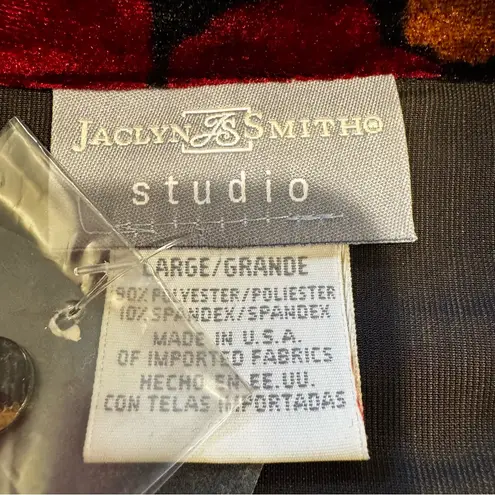 JACLYN JS SMITH®
studio
LARGE/GRANDE
90% POLYESTER/POLIESTER
10% SPANDEX/SPANDEX
MADE IN U.S.A.
OF IMPORTED FABRICS
HECHO EN EE.UU.
CON TELAS IMPORTADAS